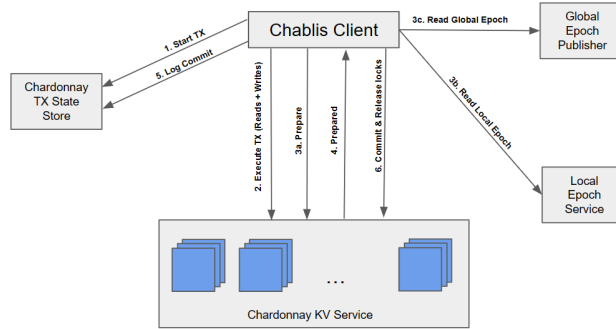 Chablis Client
3c. Read Global Epoch
Global
Epoch
Publisher
1. Start TX
5. Log Commit
Chardonnay
TX State
Store
2. Execute TX (Reads + Writes)
3a. Prepare
4. Prepared
6. Commit & Release locks
3b. Read Local Epoch
Local
Epoch
Service
...
Chardonnay KV Service